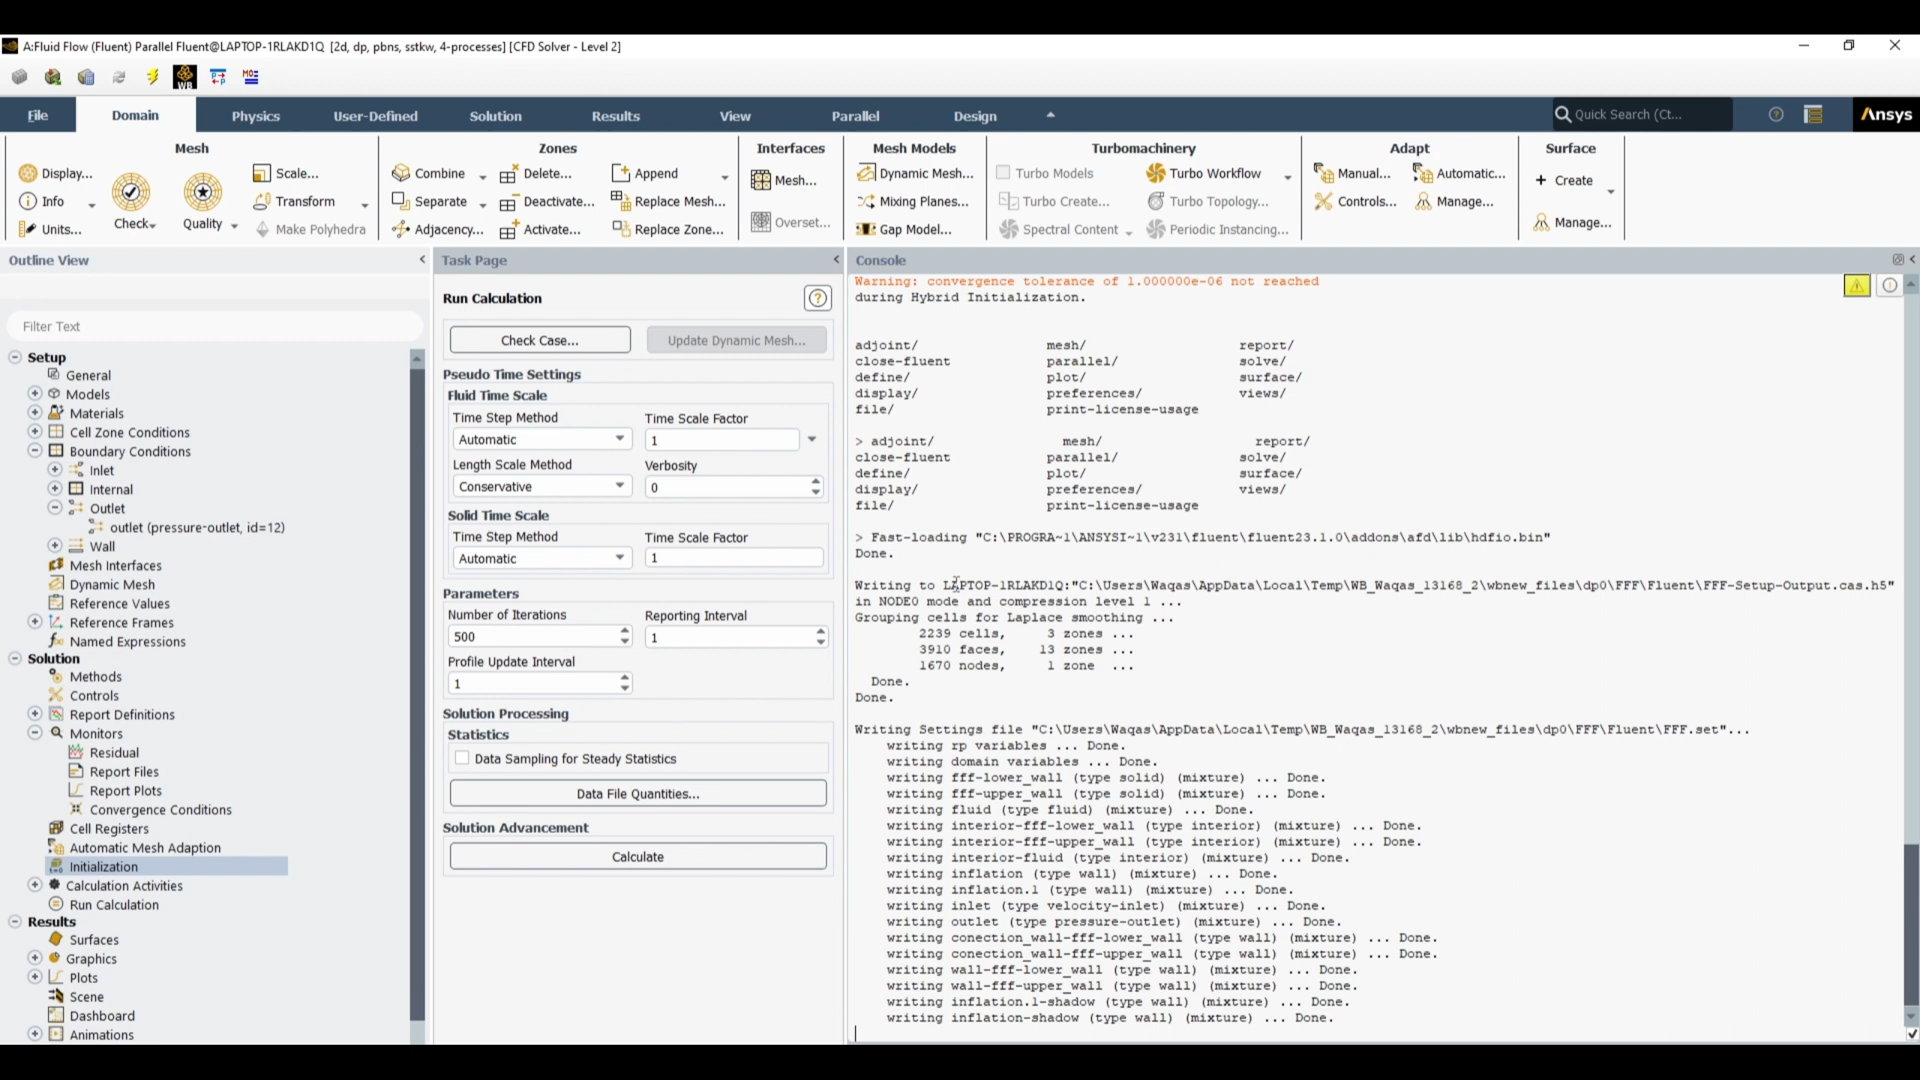 A:Fluid Flow (Fluent) Parallel Fluent@LAPTOP-1RLAKD1Q [2d, dp, pbns, sstkw, 4-processes] [CFD Solver - Level 2]
WB
File Domain Physics User-Defined Solution Results View Parallel Design Quick Search (Ct... Ansys
Mesh
Display...
Info
Units...
Check
Quality
Scale...
Transform
Make Polyhedra
Zones
Combine
Separate
Adjacency...
Delete...
Deactivate...
Activate...
Append
Replace Mesh...
Replace Zone...
Interfaces
Mesh...
Overset...
Mesh Models
Dynamic Mesh...
Mixing Planes...
Gap Model...
Turbomachinery
Turbo Models
Turbo Create...
Spectral Content
Turbo Workflow
Turbo Topology...
Periodic Instancing...
Adapt
Manual...
Controls...
Automatic...
Manage...
Surface
Create
Manage...
Outline View
Filter Text
Setup
General
Models
Materials
Cell Zone Conditions
Boundary Conditions
Inlet
Internal
Outlet
outlet (pressure-outlet, id=12)
Wall
Mesh Interfaces
Dynamic Mesh
Reference Values
Reference Frames
Named Expressions
Solution
Methods
Controls
Report Definitions
Monitors
Residual
Report Files
Report Plots
Convergence Conditions
Cell Registers
Automatic Mesh Adaption
Initialization
Calculation Activities
Run Calculation
Results
Surfaces
Graphics
Plots
Scene
Dashboard
Animations
Task Page
Run Calculation
Check Case... Update Dynamic Mesh...
Pseudo Time Settings
Fluid Time Scale
Time Step Method Time Scale Factor
Automatic 1
Length Scale Method Verbosity
Conservative 0
Solid Time Scale
Time Step Method Time Scale Factor
Automatic 1
Parameters
Number of Iterations Reporting Interval
500 1
Profile Update Interval
1
Solution Processing
Statistics
Data Sampling for Steady Statistics
Data File Quantities...
Solution Advancement
Calculate
Console
Warning: convergence tolerance of 1.000000e-06 not reached
during Hybrid Initialization.
adjoint/ mesh/ report/
close-fluent parallel/ solve/
define/ plot/ surface/
display/ preferences/ views/
file/ print-license-usage
> adjoint/ mesh/ report/
close-fluent parallel/ solve/
define/ plot/ surface/
display/ preferences/ views/
file/ print-license-usage
> Fast-loading "C:\PROGRA~1\ANSYSI~1\v231\fluent\fluent23.1.0\addons\afd\lib\hdfio.bin"
Done.
Writing to LAPTOP-1RLAKD1Q:"C:\Users\Waqas\AppData\Local\Temp\WB_Waqas_13168_2\wbnew_files\dp0\FFF\Fluent\FFF-Setup-Output.cas.h5"
in NODE0 mode and compression level 1 ...
Grouping cells for Laplace smoothing ...
2239 cells, 3 zones ...
3910 faces, 13 zones ...
1670 nodes, 1 zone ...
Done.
Done.
Writing Settings file "C:\Users\Waqas\AppData\Local\Temp\WB_Waqas_13168_2\wbnew_files\dp0\FFF\Fluent\FFF.set"...
writing rp variables ... Done.
writing domain variables ... Done.
writing fff-lower_wall (type solid) (mixture) ... Done.
writing fff-upper_wall (type solid) (mixture) ... Done.
writing fluid (type fluid) (mixture) ... Done.
writing interior-fff-lower_wall (type interior) (mixture) ... Done.
writing interior-fff-upper_wall (type interior) (mixture) ... Done.
writing interior-fluid (type interior) (mixture) ... Done.
writing inflation (type wall) (mixture) ... Done.
writing inflation.1 (type wall) (mixture) ... Done.
writing inlet (type velocity-inlet) (mixture) ... Done.
writing outlet (type pressure-outlet) (mixture) ... Done.
writing conection_wall-fff-lower_wall (type wall) (mixture) ... Done.
writing conection_wall-fff-upper_wall (type wall) (mixture) ... Done.
writing wall-fff-lower_wall (type wall) (mixture) ... Done.
writing wall-fff-upper_wall (type wall) (mixture) ... Done.
writing inflation.1-shadow (type wall) (mixture) ... Done.
writing inflation-shadow (type wall) (mixture) ... Done.